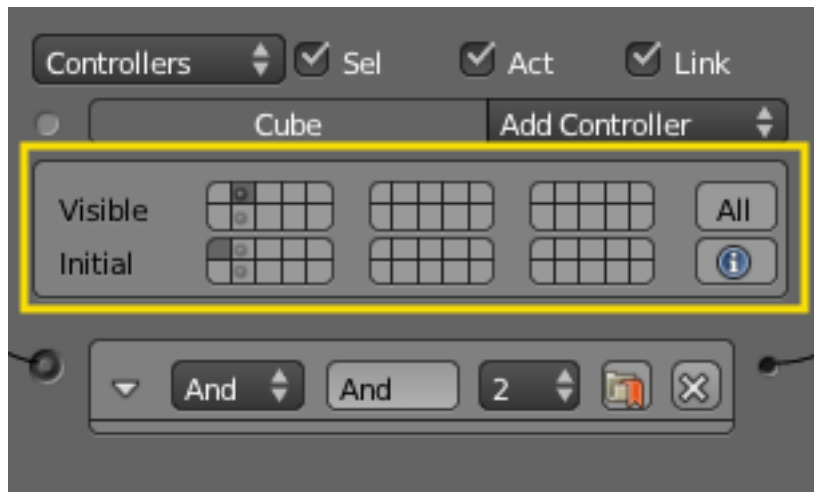 Controllers Sel Act Link
Cube Add Controller
Visible All
Initial
And And 2